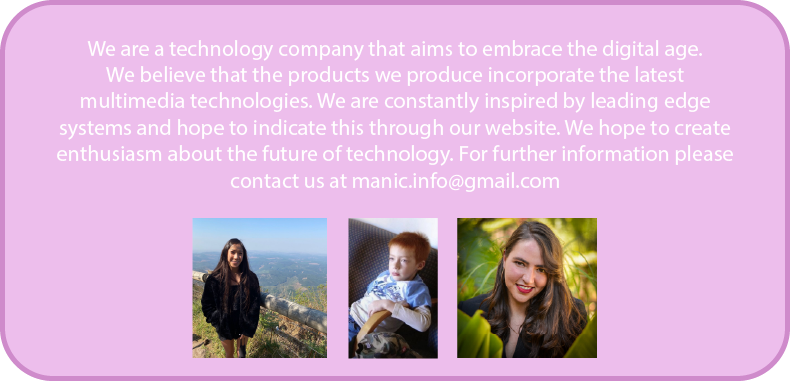 We are a technology company that aims to embrace the digital age.
We believe that the products we produce incorporate the latest
multimedia technologies. We are constantly inspired by leading edge
systems and hope to indicate this through our website. We hope to create
enthusiasm about the future of technology. For further information please
contact us at manic.info@gmail.com